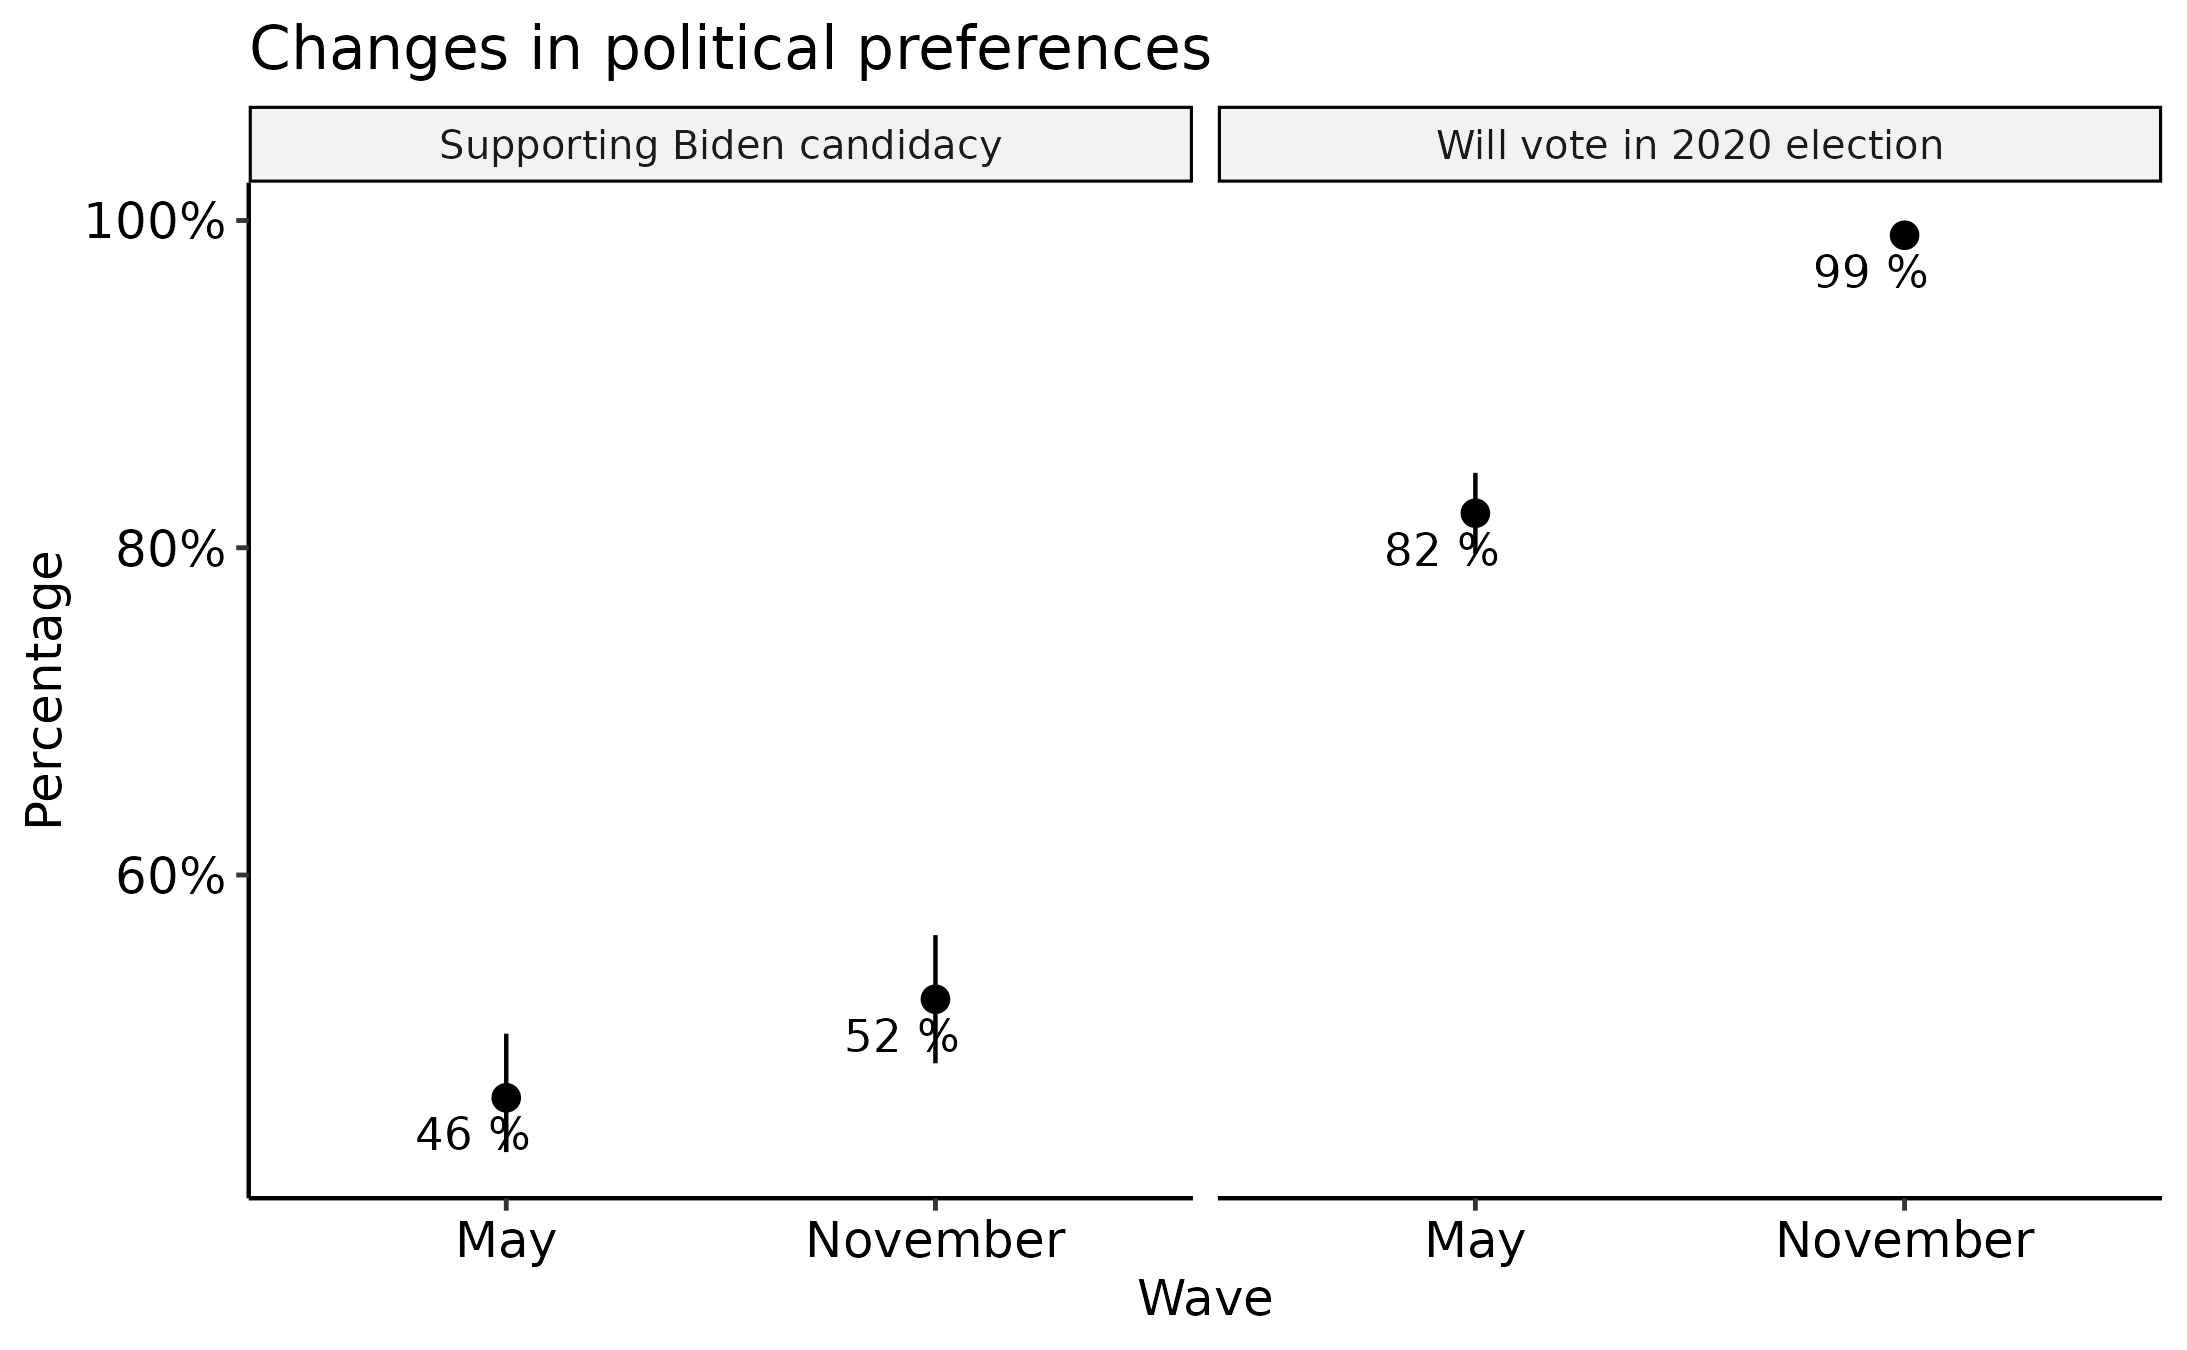 Changes in political preferences
Supporting Biden candidacy
Will vote in 2020 election
100%
80%
60%
Percentage
46 %
52 %
82 %
99 %
May
November
May
November
Wave